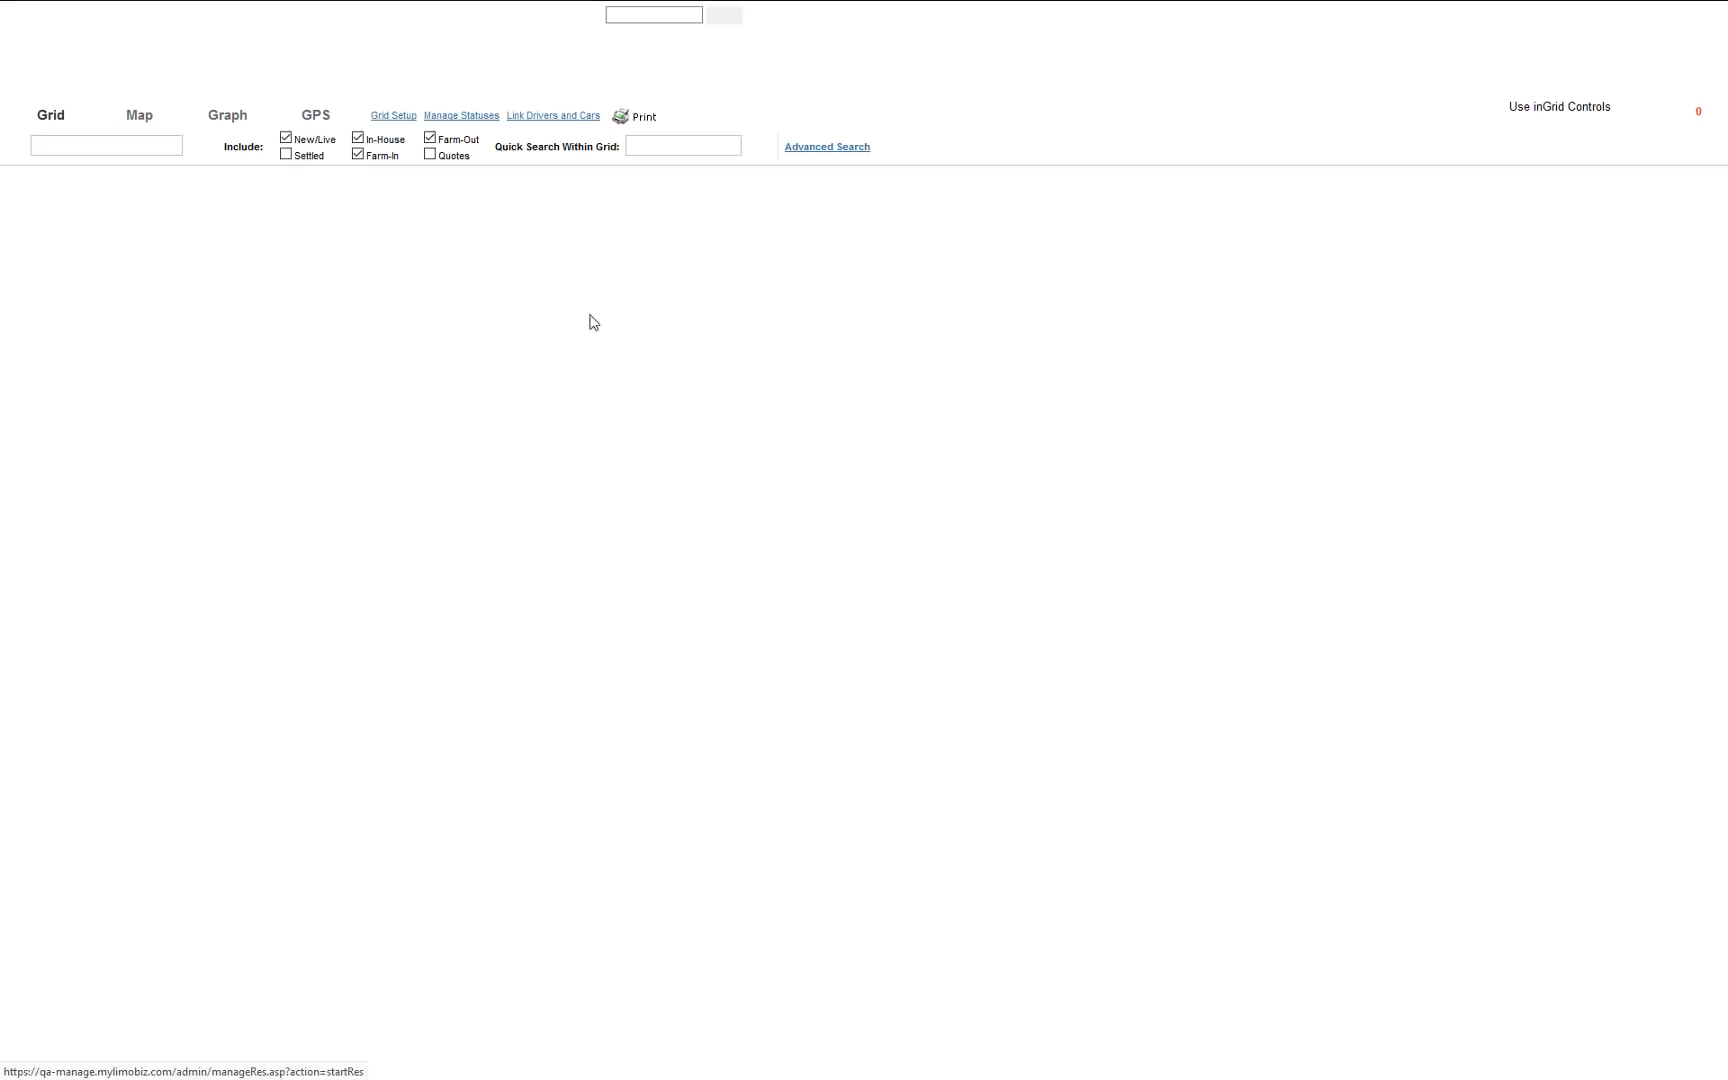 Grid Map Graph GPS Grid Setup Manage Statuses Link Drivers and Cars Print Use inGrid Controls 0
Include: New/Live In-House Farm-Out Quick Search Within Grid: Advanced Search
Settled Farm-In Quotes
https://qa-manage.mylimobiz.com/admin/manageRes.asp?action=startRes